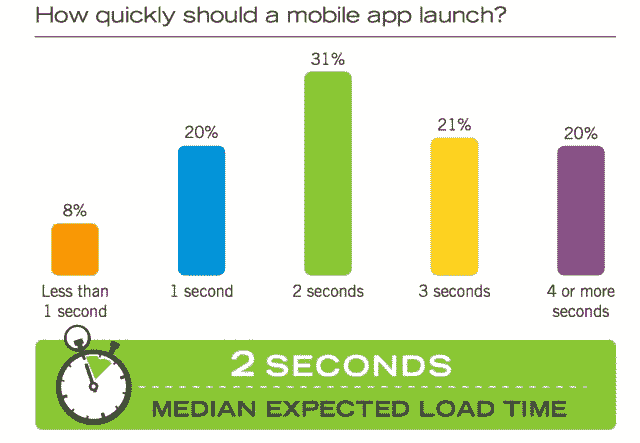 How quickly should a mobile app launch?
31%
20%
21%
20%
8%
Less than
1 second
1 second
2 seconds
3 seconds
4 or more
seconds
2 SECONDS
MEDIAN EXPECTED LOAD TIME